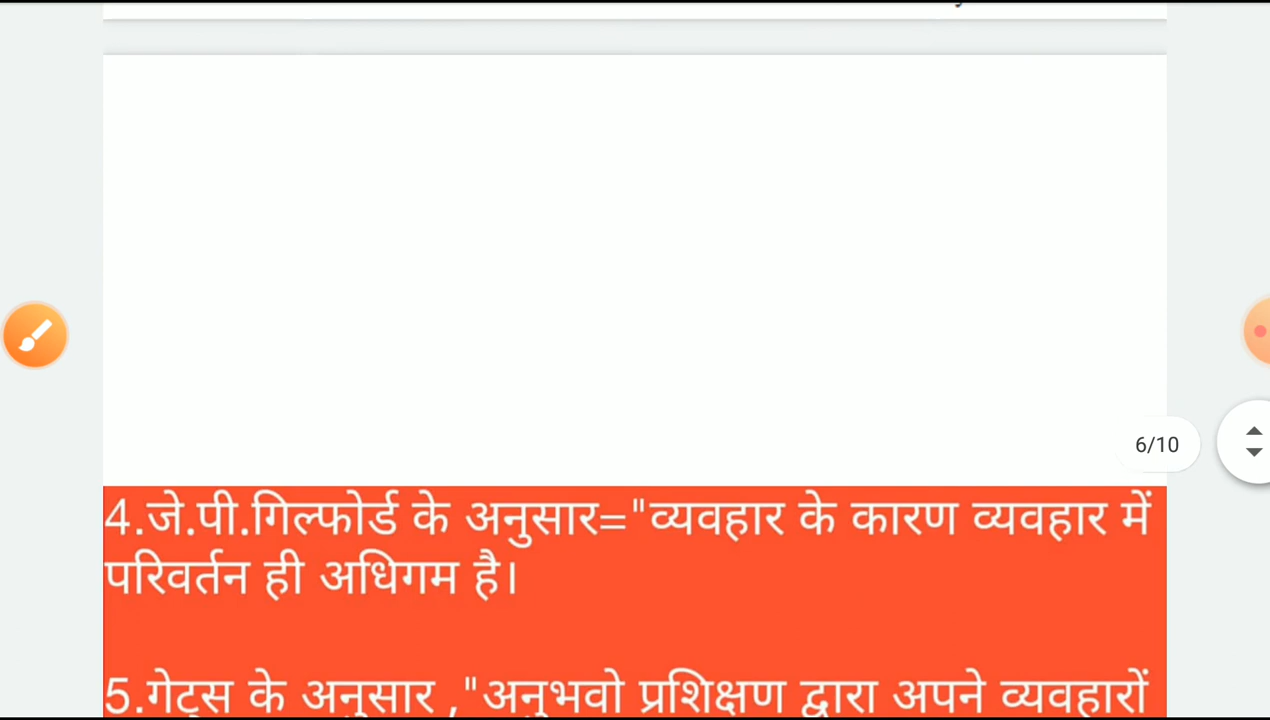 6/10
4.जे.पी.गिल्फोर्ड के अनुसार="व्यवहार के कारण व्यवहार में
परिवर्तन ही अधिगम है।
5.गेट्स के अनुसार ,"अनुभवो प्रशिक्षण द्वारा अपने व्यवहारों